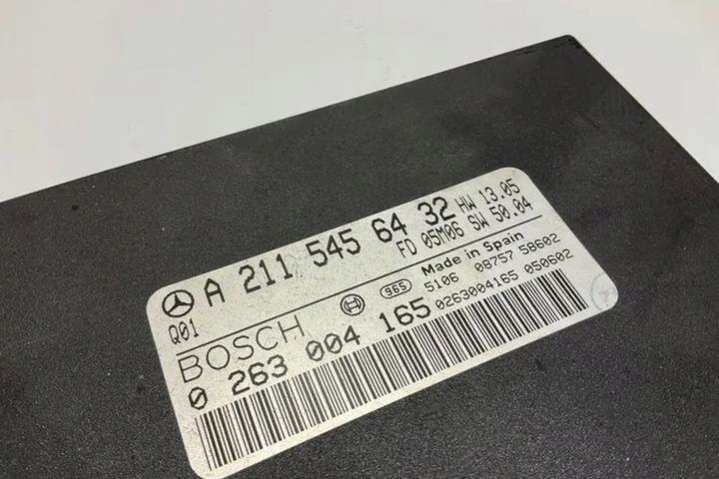 A 211 545 64 32 HW 13.05
FD 05M06 SW 50.04
Q01
Made in Spain
BOSCH 965 5106 08757 58602
0 263 004 165 0263004165 050602